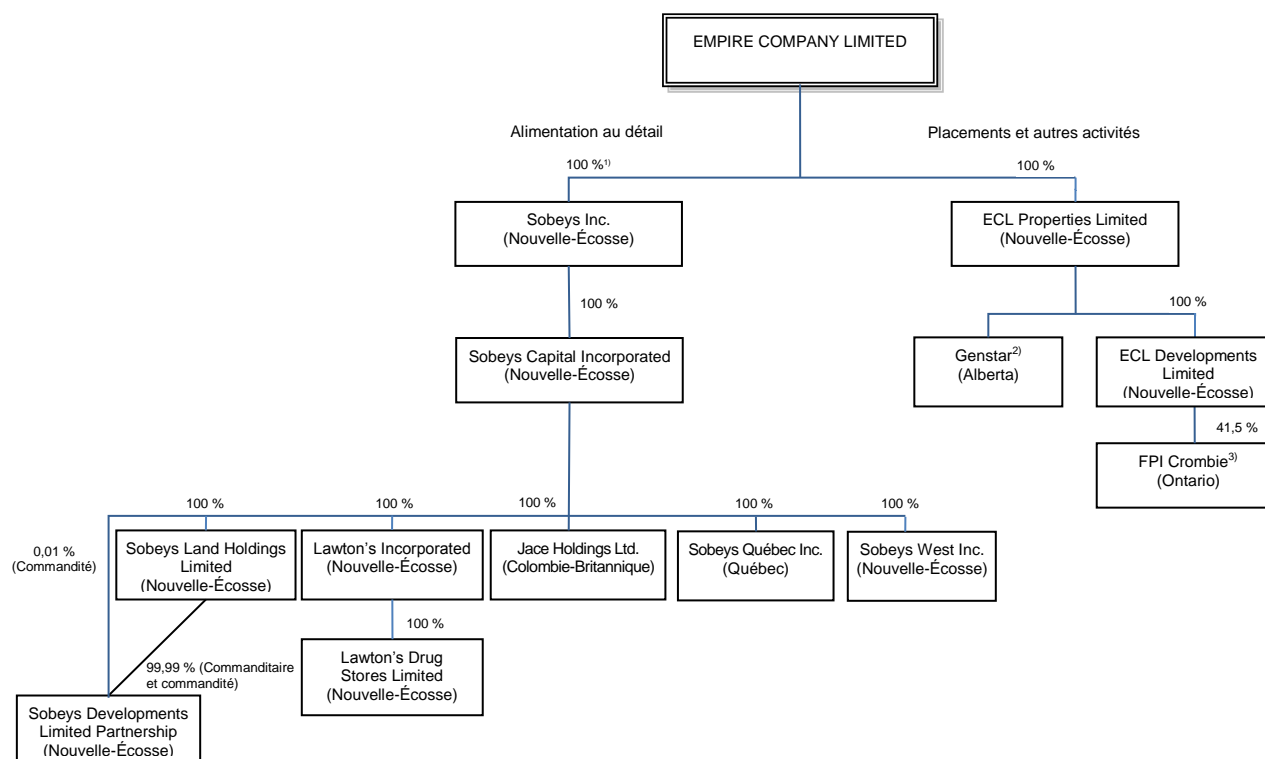 EMPIRE COMPANY LIMITED
Alimentation au détail
Placements et autres activités
100 %¹⁾
100 %
Sobeys Inc.
(Nouvelle-Écosse)
ECL Properties Limited
(Nouvelle-Écosse)
100 %
100 %
Sobeys Capital Incorporated
(Nouvelle-Écosse)
Genstar²⁾
(Alberta)
ECL Developments
Limited
(Nouvelle-Écosse)
41,5 %
FPI Crombie³⁾
(Ontario)
100 %
100 %
100 %
100 %
100 %
0,01 %
(Commandité)
Sobeys Land Holdings
Limited
(Nouvelle-Écosse)
Lawton’s Incorporated
(Nouvelle-Écosse)
Jace Holdings Ltd.
(Colombie-Britannique)
Sobeys Québec Inc.
(Québec)
Sobeys West Inc.
(Nouvelle-Écosse)
100 %
99,99 % (Commanditaire
et commandité)
Lawton’s Drug
Stores Limited
(Nouvelle-Écosse)
Sobeys Developments
Limited Partnership
(Nouvelle-Écosse)